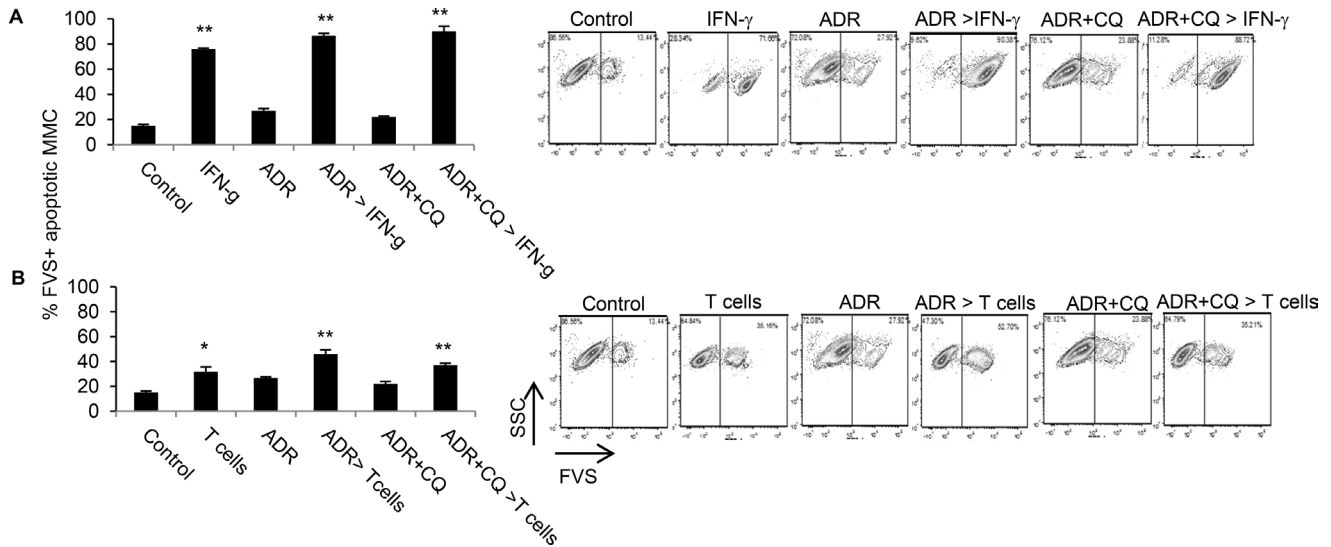 A
% FVS+ apoptotic MMC
100
80
60
40
20
0
** ** **
Control
IFN-g
ADR
ADR > IFN-g
ADR+CQ
ADR+CQ > IFN-g
Control IFN-γ ADR ADR >IFN-γ ADR+CQ ADR+CQ > IFN-γ
86.56% 13.44% 28.34% 71.66% 72.08% 27.92% 9.62% 90.38% 76.12% 23.88% 11.28% 88.72%
B
100
80
60
40
20
0
* ** **
Control
T cells
ADR
ADR> Tcells
ADR+CQ
ADR+CQ >T cells
Control T cells ADR ADR > T cells ADR+CQ ADR+CQ > T cells
86.56% 13.44% 64.84% 35.16% 72.08% 27.92% 47.30% 52.70% 76.12% 23.88% 64.79% 35.21%
SSC
FVS